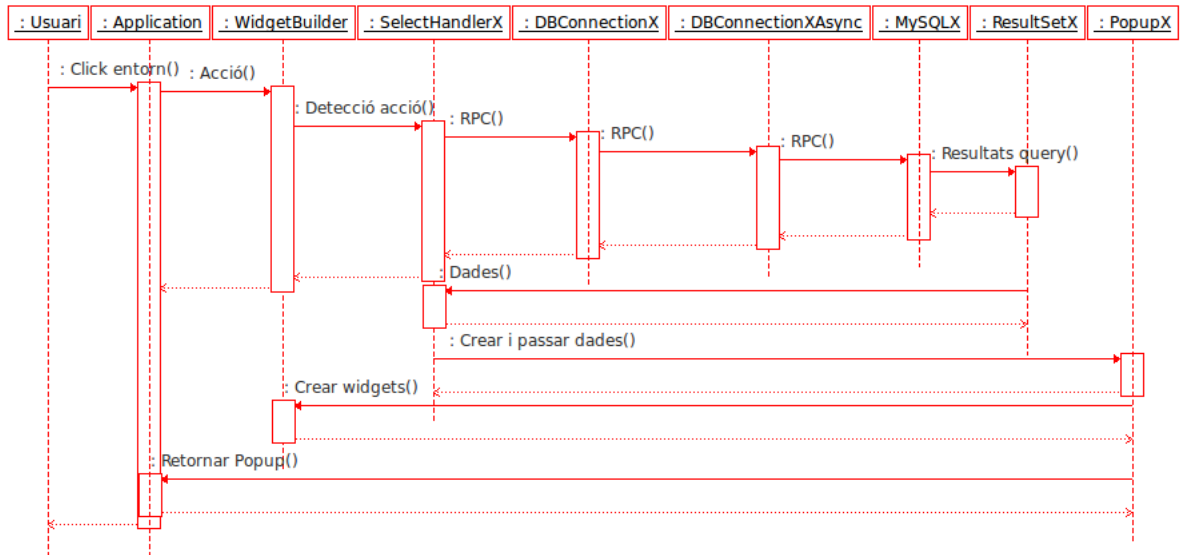 : Usuari
: Application
: WidgetBuilder
: SelectHandlerX
: DBConnectionX
: DBConnectionXAsync
: MySQLX
: ResultSetX
: PopupX
: Click entorn()
: Acció()
: Detecció acció()
: RPC()
: RPC()
: RPC()
: Resultats query()
: Dades()
: Crear i passar dades()
: Crear widgets()
: Retornar Popup()